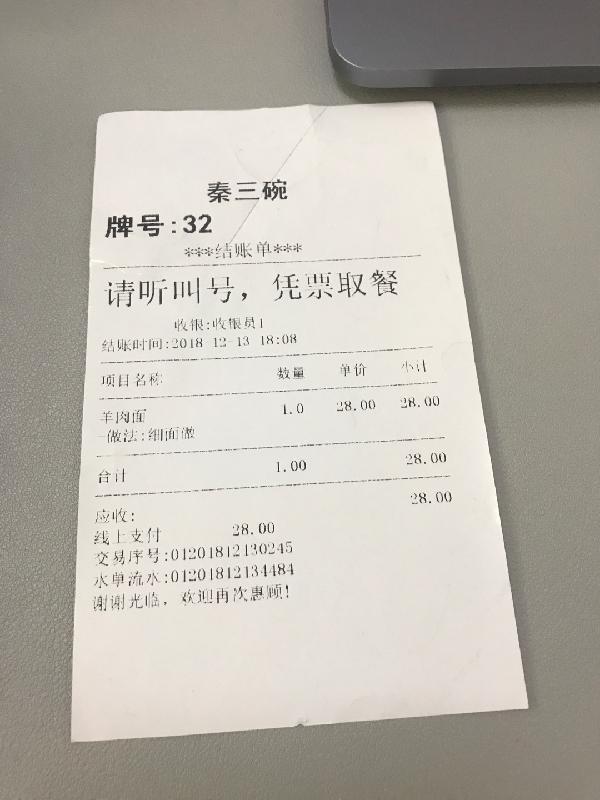 秦三碗
牌号:32
***结账单***
请听叫号，凭票取餐
收银:收银员1
结账时间:2018-12-13 18:08
项目名称 数量 单价 小计
羊肉面 1.0 28.00 28.00
-做法:细面做
合计 1.00 28.00
应收: 28.00
线上支付 28.00
交易序号:01201812130245
水单流水:01201812134484
谢谢光临，欢迎再次惠顾!